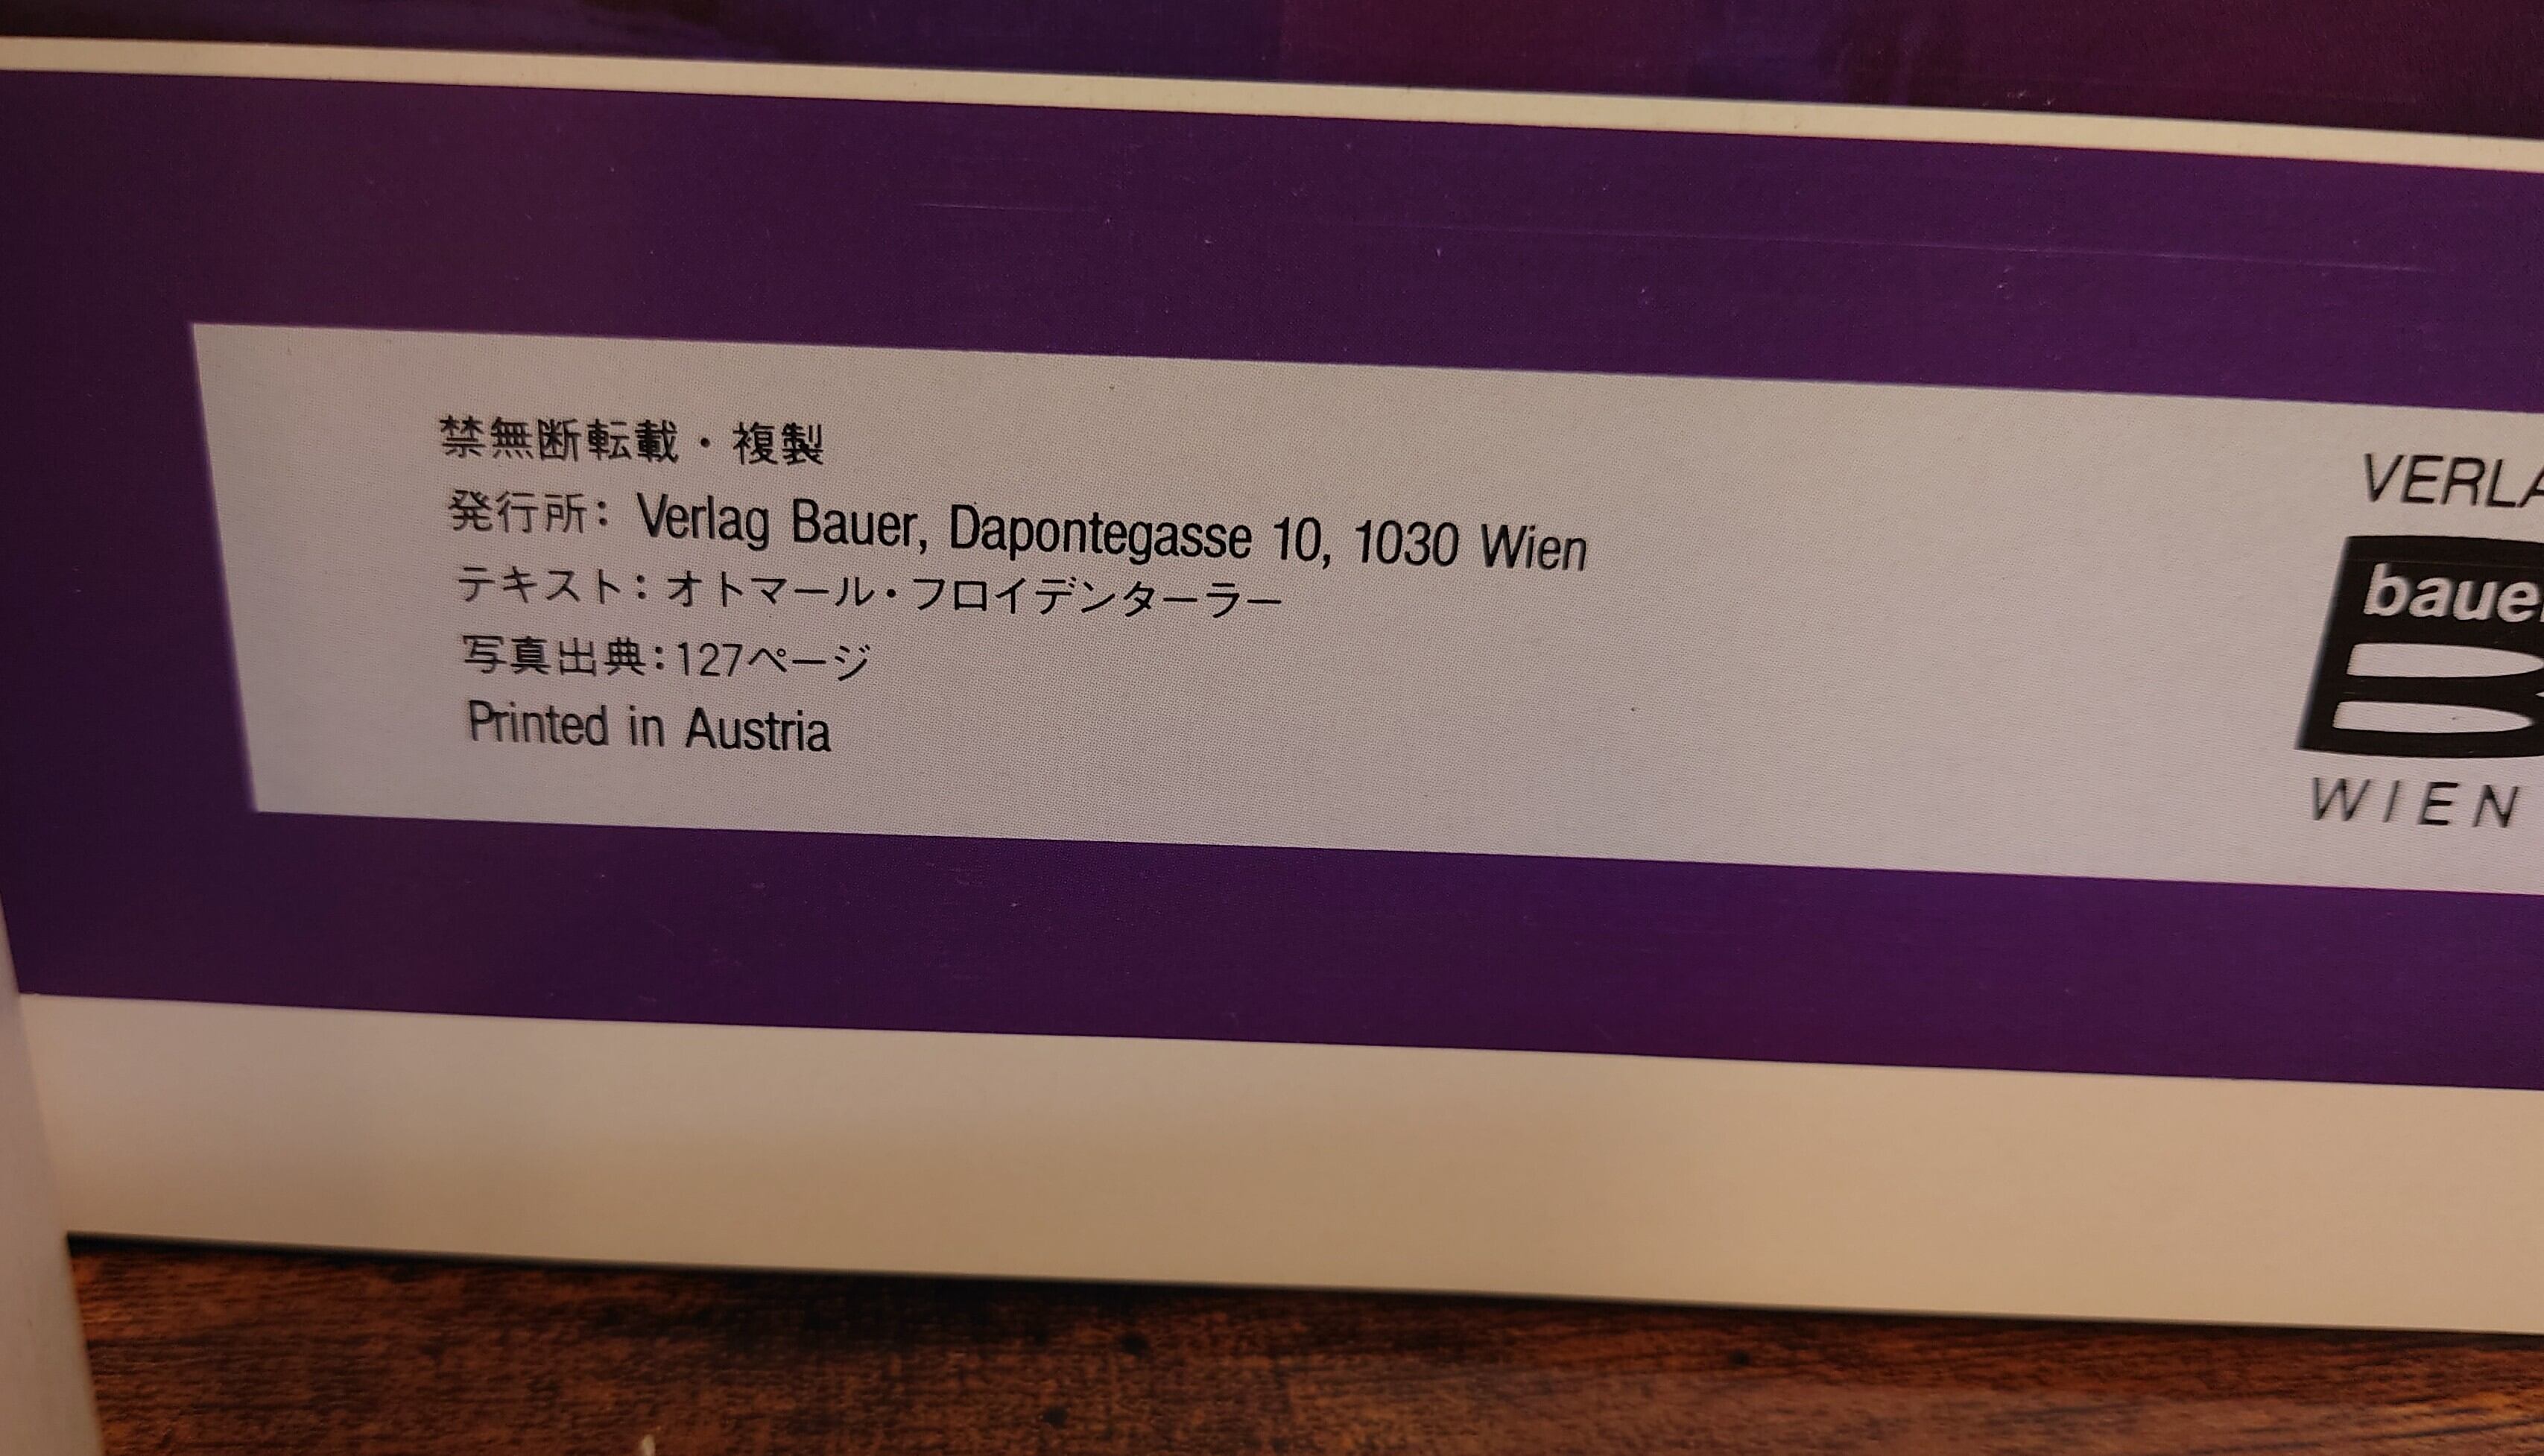 禁無断転載・複製
発行所: Verlag Bauer, Dapontegasse 10, 1030 Wien
テキスト: オトマール・フロイデンターラー
写真出典:127ページ
Printed in Austria
VERLA
baue
B
WIEN